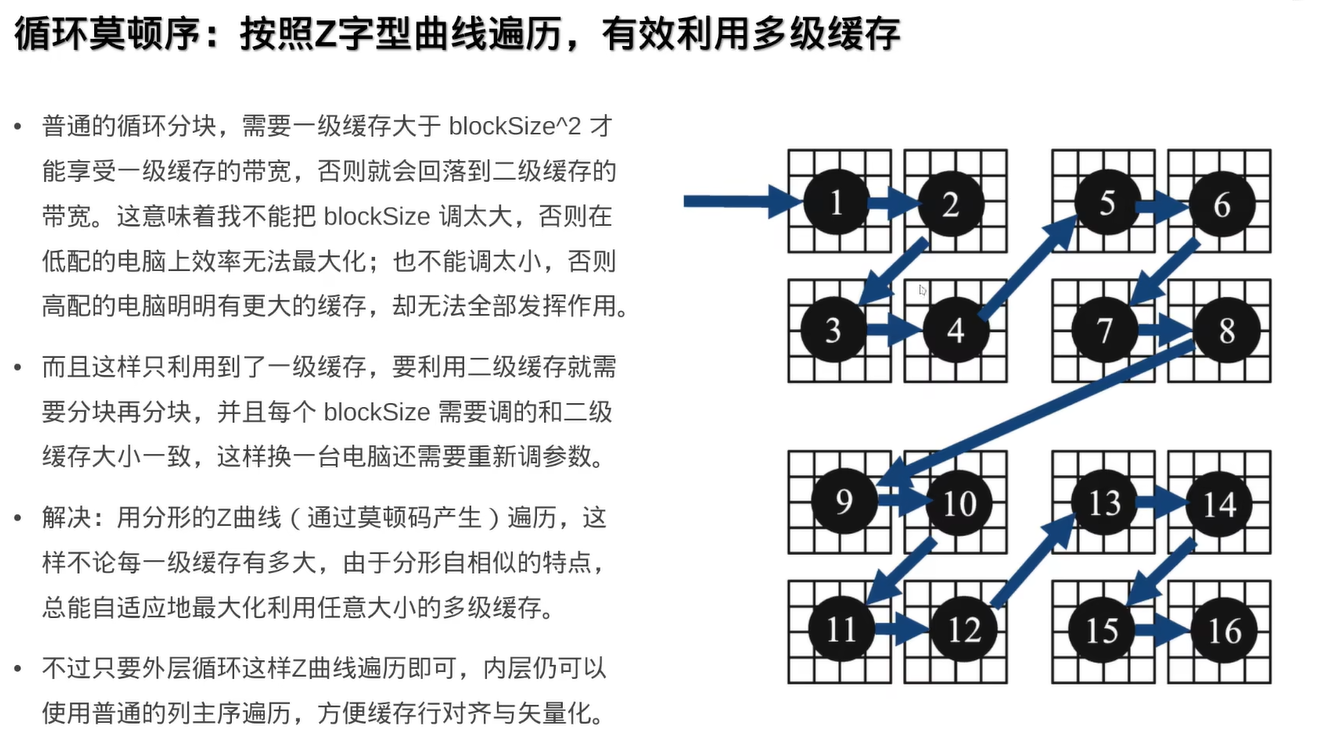 循环莫顿序：按照Z字型曲线遍历，有效利用多级缓存
• 普通的循环分块，需要一级缓存大于 blockSize^2 才
能享受一级缓存的带宽，否则就会回落到二级缓存的
带宽。这意味着我不能把 blockSize 调太大，否则在
低配的电脑上效率无法最大化；也不能调太小，否则
高配的电脑明明有更大的缓存，却无法全部发挥作用。
• 而且这样只利用到了一级缓存，要利用二级缓存就需
要分块再分块，并且每个 blockSize 需要调的和二级
缓存大小一致，这样换一台电脑还需要重新调参数。
• 解决：用分形的Z曲线（通过莫顿码产生）遍历，这
样不论每一级缓存有多大，由于分形自相似的特点，
总能自适应地最大化利用任意大小的多级缓存。
• 不过只要外层循环这样Z曲线遍历即可，内层仍可以
使用普通的列主序遍历，方便缓存行对齐与矢量化。
1 2 5 6
3 4 7 8
9 10 13 14
11 12 15 16